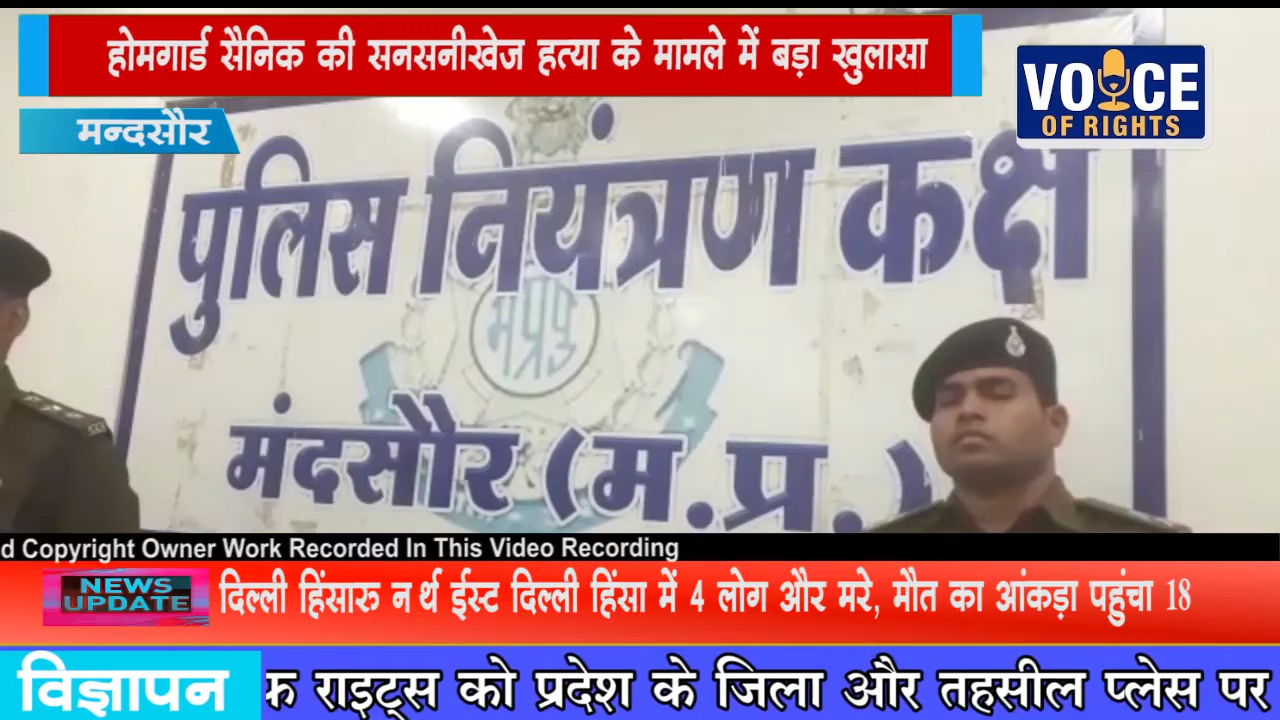 होमगार्ड सैनिक की सनसनीखेज हत्या के मामले में बड़ा खुलासा
VOICE
OF RIGHTS
मन्दसौर
पुलिस नियंत्रण कक्ष
मप्रपु
मंदसौर (म.प्र.)
d Copyright Owner Work Recorded In This Video Recording
NEWS
UPDATE
दिल्ली हिंसारु न र्थ ईस्ट दिल्ली हिंसा में 4 लोग और मरे, मौत का आंकड़ा पहुंचा 18
विज्ञापन
क राइट्स को प्रदेश के जिला और तहसील प्लेस पर